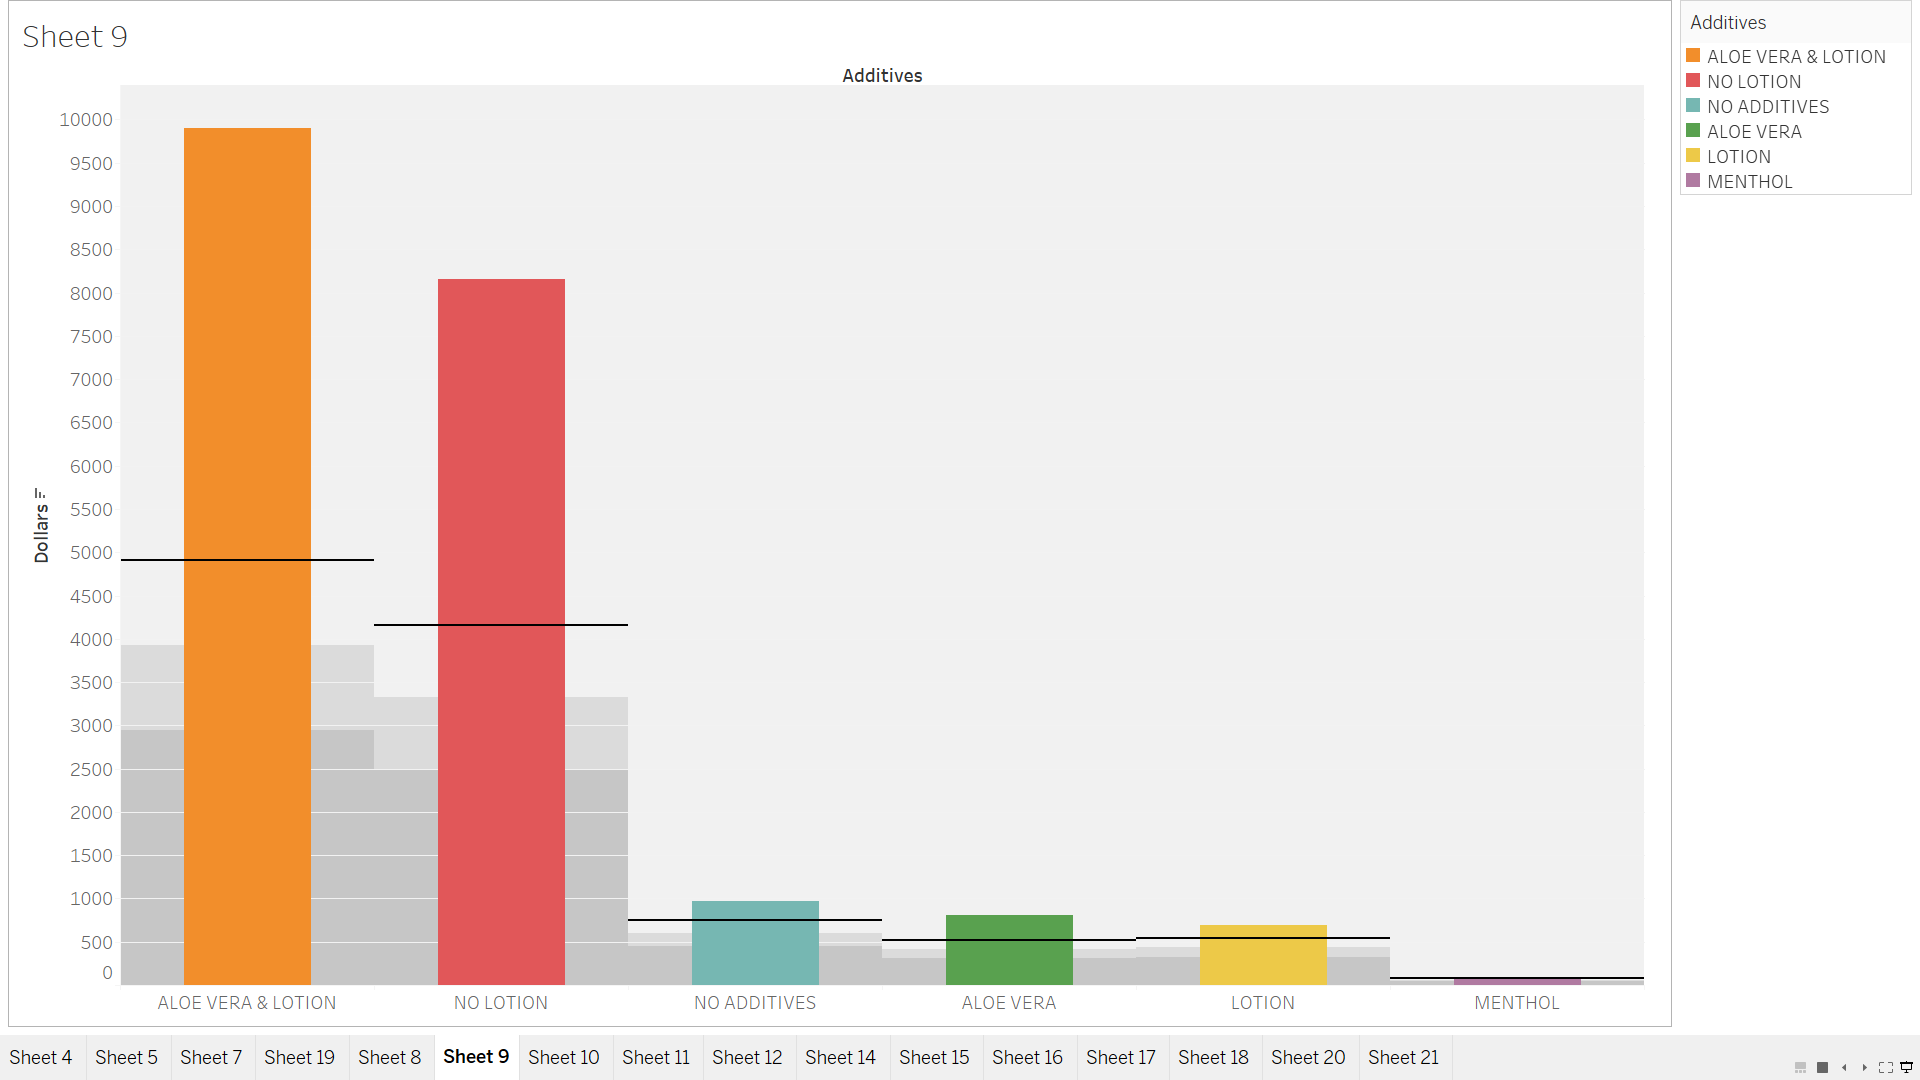 Sheet 9
Additives
10000
9500
9000
8500
8000
7500
7000
6500
6000
5500
5000
4500
4000
3500
3000
2500
2000
1500
1000
500
0
Dollars
ALOE VERA & LOTION
NO LOTION
NO ADDITIVES
ALOE VERA
LOTION
MENTHOL
Additives
ALOE VERA & LOTION
NO LOTION
NO ADDITIVES
ALOE VERA
LOTION
MENTHOL
Sheet 4 Sheet 5 Sheet 7 Sheet 19 Sheet 8 Sheet 9 Sheet 10 Sheet 11 Sheet 12 Sheet 14 Sheet 15 Sheet 16 Sheet 17 Sheet 18 Sheet 20 Sheet 21